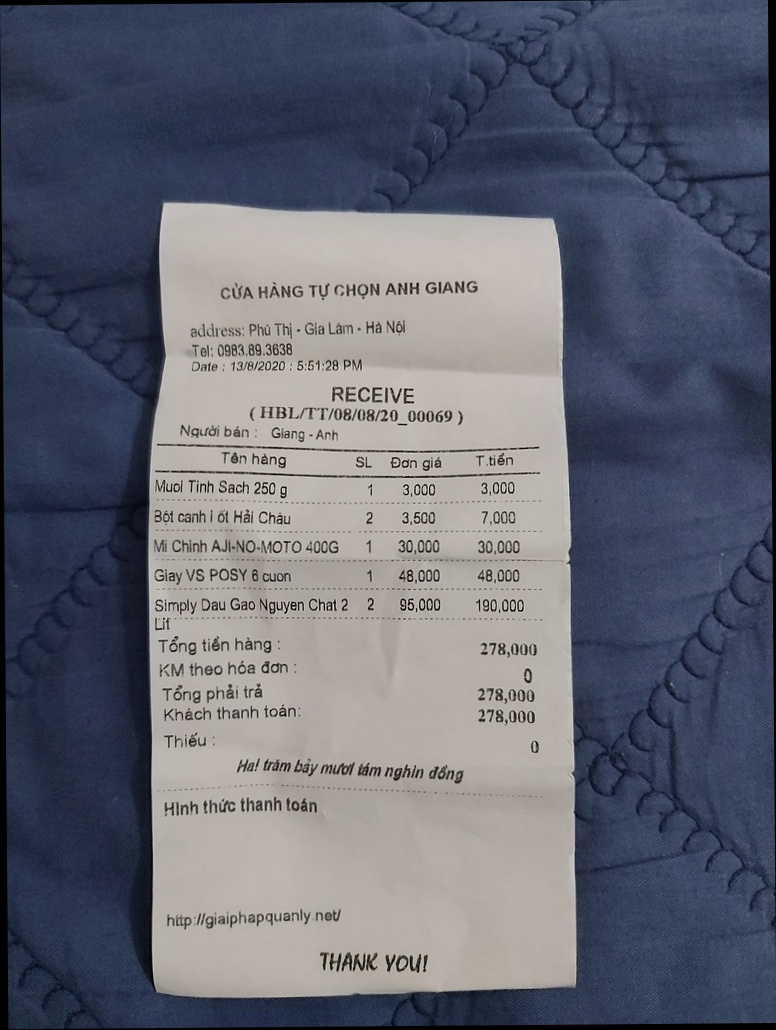 CỬA HÀNG TỰ CHỌN ANH GIANG
address: Phú Thị - Gia Lâm - Hà Nội
Tel: 0983.89.3638
Date : 13/8/2020 : 5:51:28 PM
RECEIVE
( HBL/TT/08/08/20_00069 )
Người bán : Giang - Anh
Tên hàng SL Đơn giá T.tiền
Muoi Tinh Sach 250 g 1 3,000 3,000
Bột canh i ốt Hải Châu 2 3,500 7,000
Mi Chinh AJI-NO-MOTO 400G 1 30,000 30,000
Giay VS POSY 6 cuon 1 48,000 48,000
Simply Dau Gao Nguyen Chat 2 2 95,000 190,000
Lit
Tổng tiền hàng : 278,000
KM theo hóa đơn : 0
Tổng phải trả 278,000
Khách thanh toán: 278,000
Thiếu : 0
Hai trăm bảy mươi tám nghìn đồng
Hình thức thanh toán
http://giaiphapquanly.net/
THANK YOU!